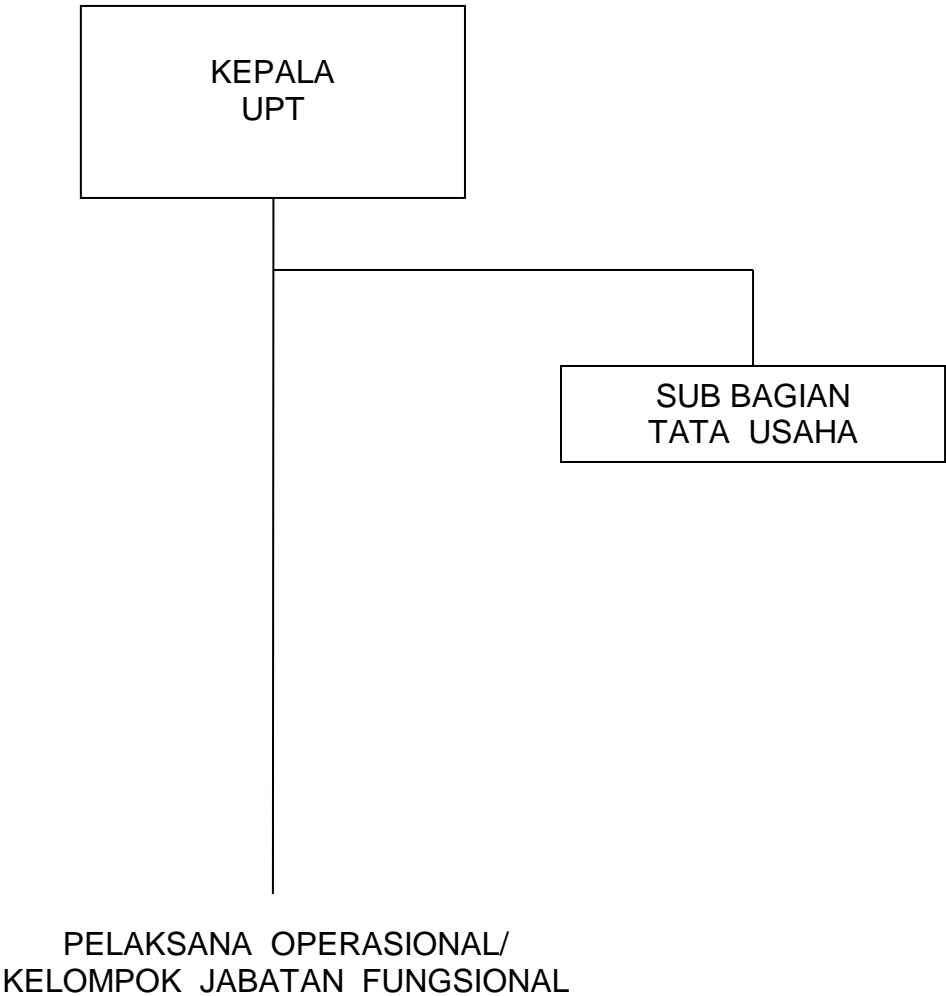 KEPALA
UPT
SUB BAGIAN
TATA USAHA
PELAKSANA OPERASIONAL/
KELOMPOK JABATAN FUNGSIONAL